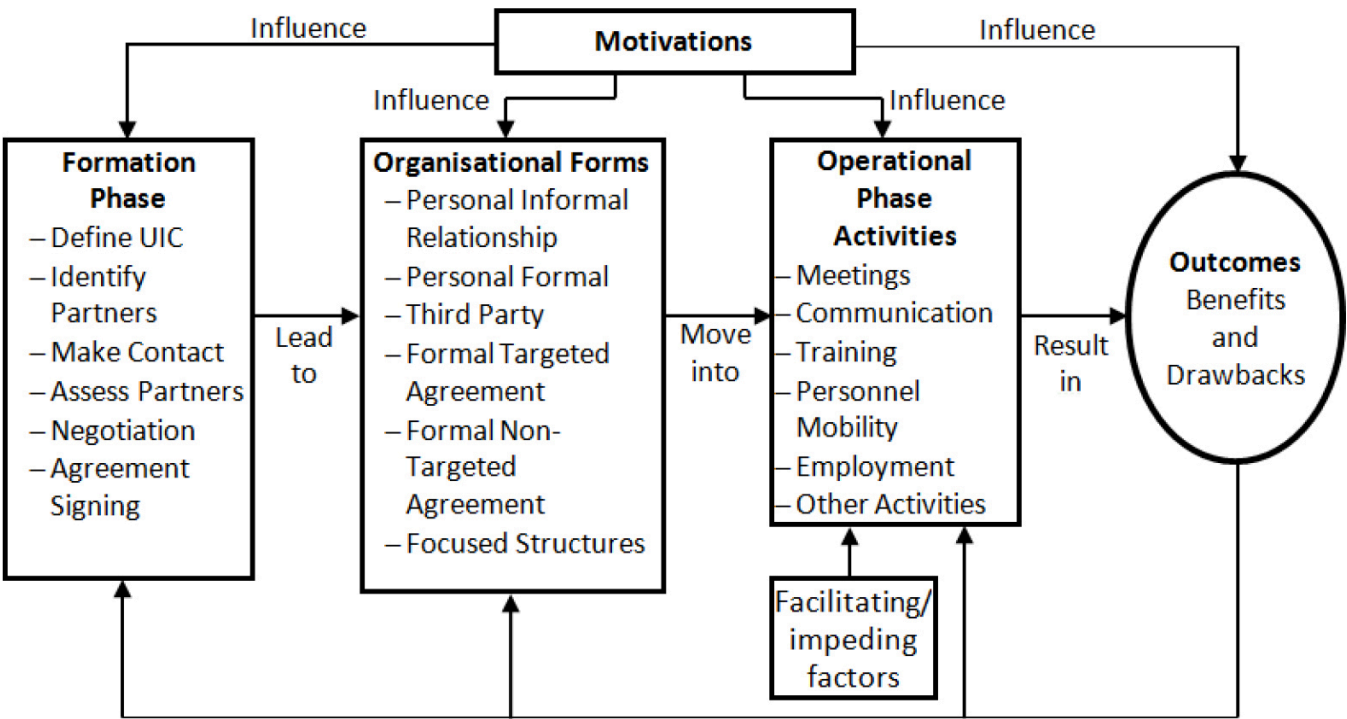 Influence
Motivations
Influence
Influence
Influence
Formation
Phase
– Define UIC
– Identify
Partners
– Make Contact
– Assess Partners
– Negotiation
– Agreement
Signing
Lead
to
Organisational Forms
– Personal Informal
Relationship
– Personal Formal
– Third Party
– Formal Targeted
Agreement
– Formal Non-
Targeted
Agreement
– Focused Structures
Move
into
Operational
Phase
Activities
– Meetings
– Communication
– Training
– Personnel
Mobility
– Employment
– Other Activities
Facilitating/
impeding
factors
Result
in
Outcomes
Benefits
and
Drawbacks